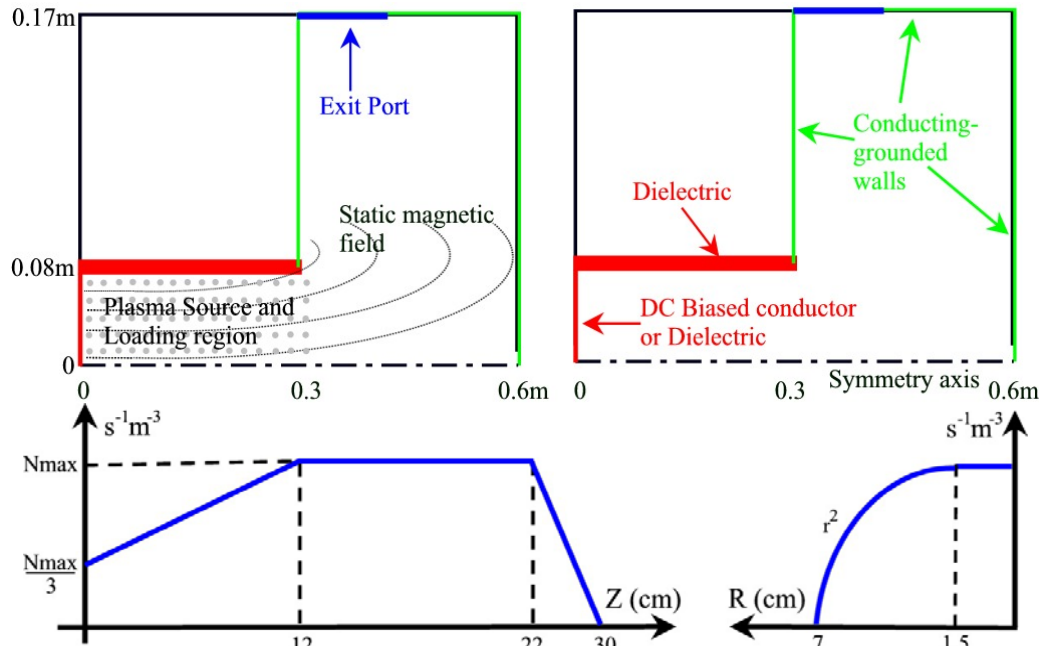 0.17m
Exit Port
Static magnetic
field
0.08m
Plasma Source and
Loading region
0
0
0.3
0.6m
Conducting-
grounded
walls
Dielectric
DC Biased conductor
or Dielectric
Symmetry axis
0
0.3
0.6m
s⁻¹m⁻³
Nmax
Nmax
3
Z (cm)
12
22
30
s⁻¹m⁻³
r²
R (cm)
7
1.5